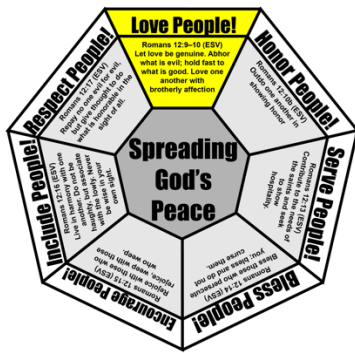 Love People!
Romans 12:9–10 (ESV)
Let love be genuine. Abhor
what is evil; hold fast to
what is good. Love one
another with
brotherly affection
Honor People!
Romans 12:10b (ESV)
Outdo one another in
showing honor
Serve People!
Romans 12:13 (ESV)
Contribute to the needs of
the saints and seek
to show
hospitality.
Bless People!
Romans 12:14 (ESV)
Bless those who persecute
you; bless and do not
curse them.
Encourage People!
Romans 12:15 (ESV)
Rejoice with those who
rejoice, weep with those
who weep.
Include People!
Romans 12:16 (ESV)
Live in harmony with one
another. Do not be
haughty, but associate
with the lowly. Never
be wise in your
own sight.
Respect People!
Romans 12:17 (ESV)
Repay no one evil for evil,
but give thought to do
what is honorable in the
sight of all.
Spreading
God's
Peace